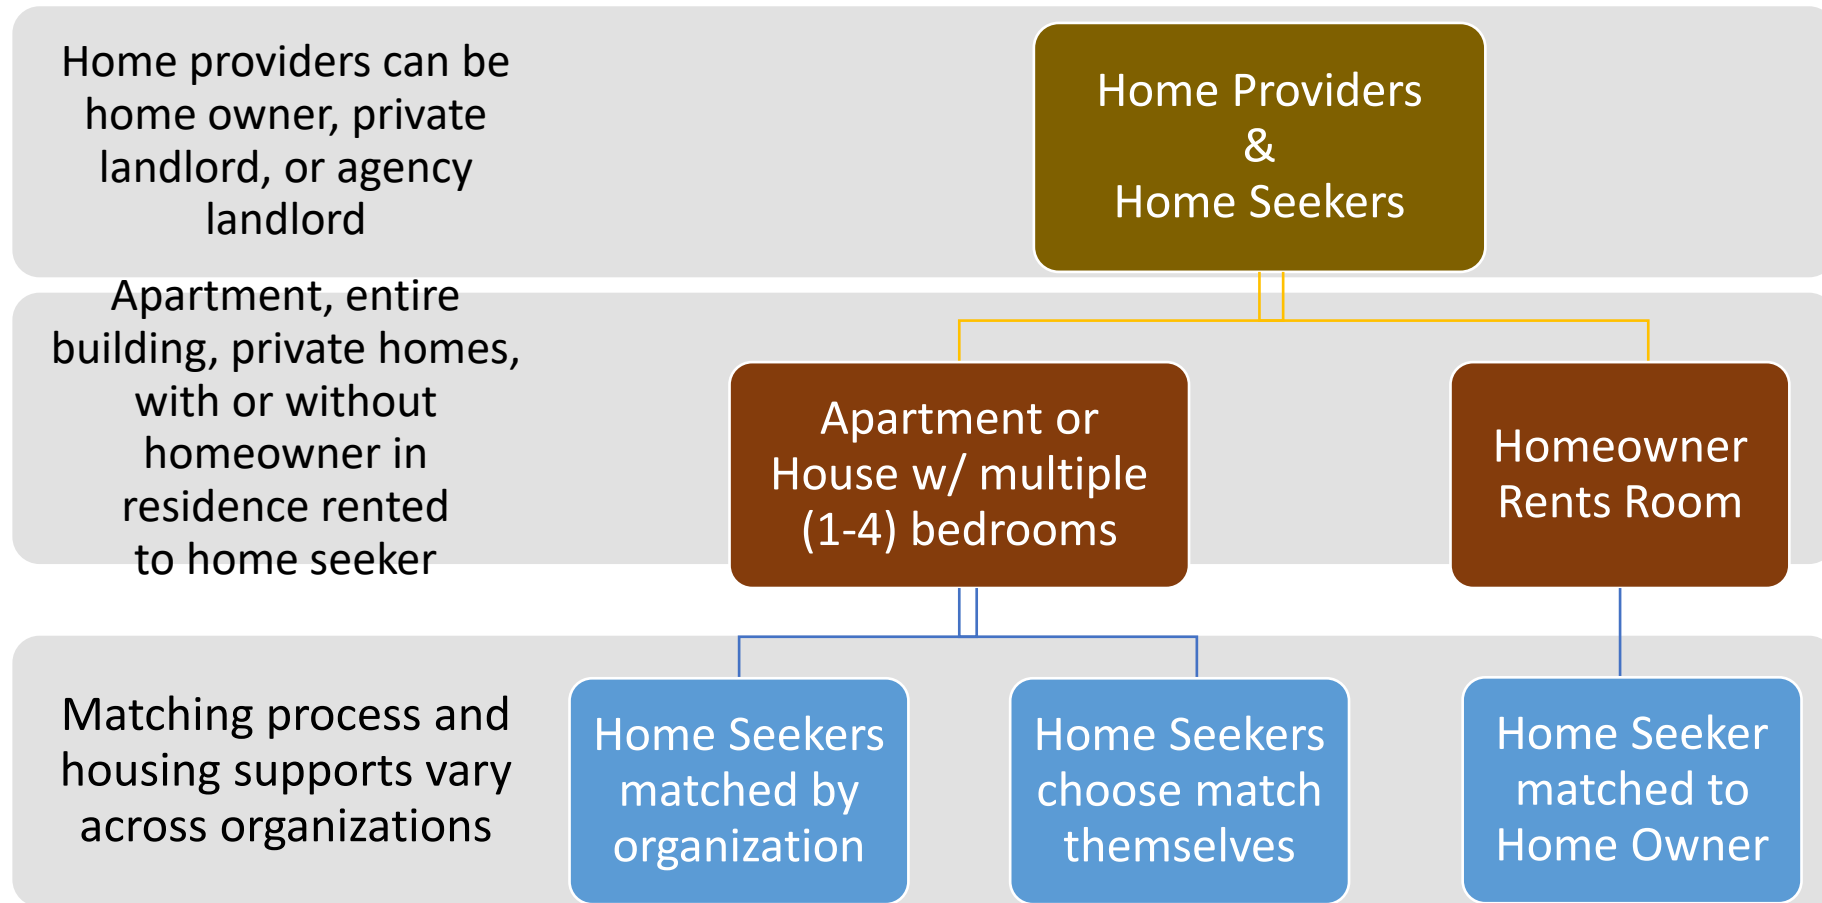 Home providers can be
home owner, private
landlord, or agency
landlord
Home Providers
&
Home Seekers
Apartment, entire
building, private homes,
with or without
homeowner in
residence rented
to home seeker
Apartment or
House w/ multiple
(1-4) bedrooms
Homeowner
Rents Room
Matching process and
housing supports vary
across organizations
Home Seekers
matched by
organization
Home Seekers
choose match
themselves
Home Seeker
matched to
Home Owner